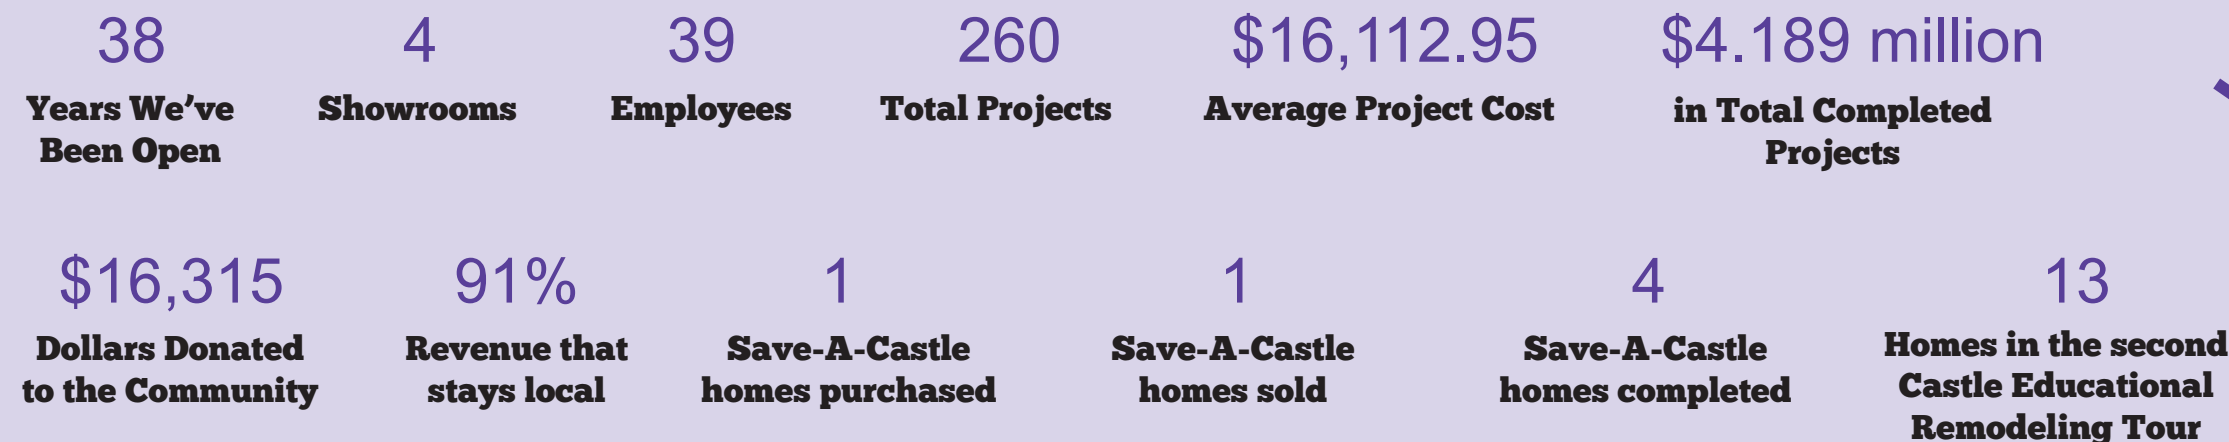 38
Years We've
Been Open
4
Showrooms
39
Employees
260
Total Projects
$16,112.95
Average Project Cost
$4.189 million
in Total Completed
Projects
$16,315
Dollars Donated
to the Community
91%
Revenue that
stays local
1
Save-A-Castle
homes purchased
1
Save-A-Castle
homes sold
4
Save-A-Castle
homes completed
13
Homes in the second
Castle Educational
Remodeling Tour